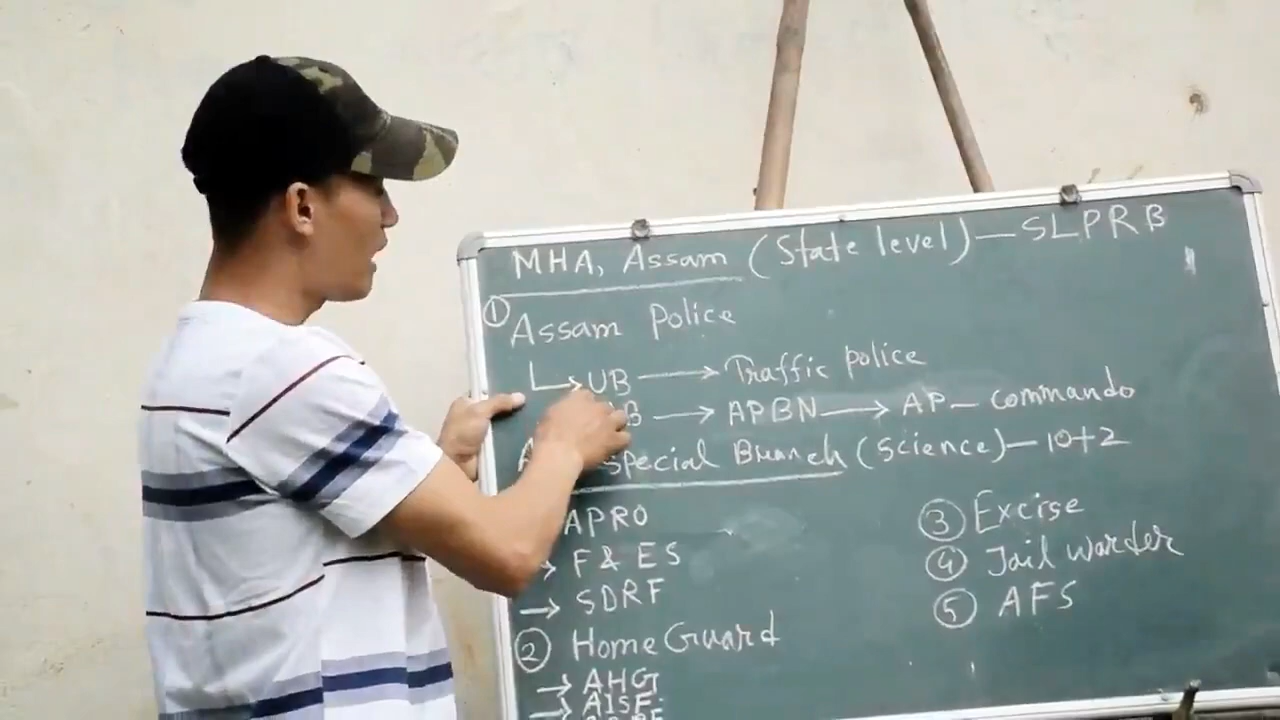 MHA, Assam (State level) — SLPRB
① Assam Police
↳ UB → Traffic police
B → APBN → AP — commando
Special Branch (Science) — 10+2
APRO
→ F & ES
→ SDRF
② Home Guard
→ AHG
→ AISF
③ Excise
④ Jail warder
⑤ AFS